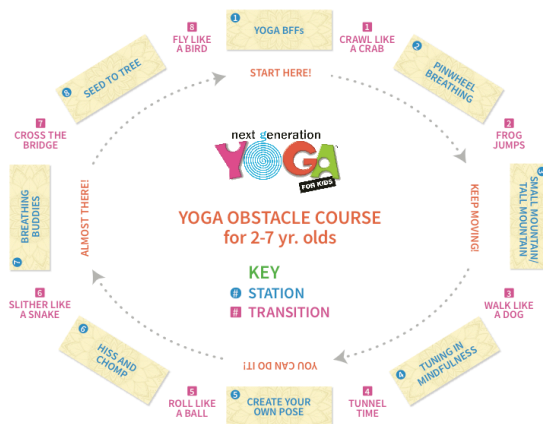 1
YOGA BFFs
START HERE!
1
CRAWL LIKE
A CRAB
2
PINWHEEL
BREATHING
2
FROG
JUMPS
3
SMALL MOUNTAIN/
TALL MOUNTAIN
KEEP MOVING!
3
WALK LIKE
A DOG
4
TUNING IN
MINDFULNESS
4
TUNNEL
TIME
5
CREATE YOUR
OWN POSE
YOU CAN DO IT!
5
ROLL LIKE
A BALL
6
HISS AND
CHOMP
6
SLITHER LIKE
A SNAKE
7
BREATHING
BUDDIES
ALMOST THERE!
7
CROSS THE
BRIDGE
8
SEED TO TREE
8
FLY LIKE
A BIRD
next generation
YOGA
FOR KIDS
YOGA OBSTACLE COURSE
for 2-7 yr. olds
KEY
# STATION
# TRANSITION